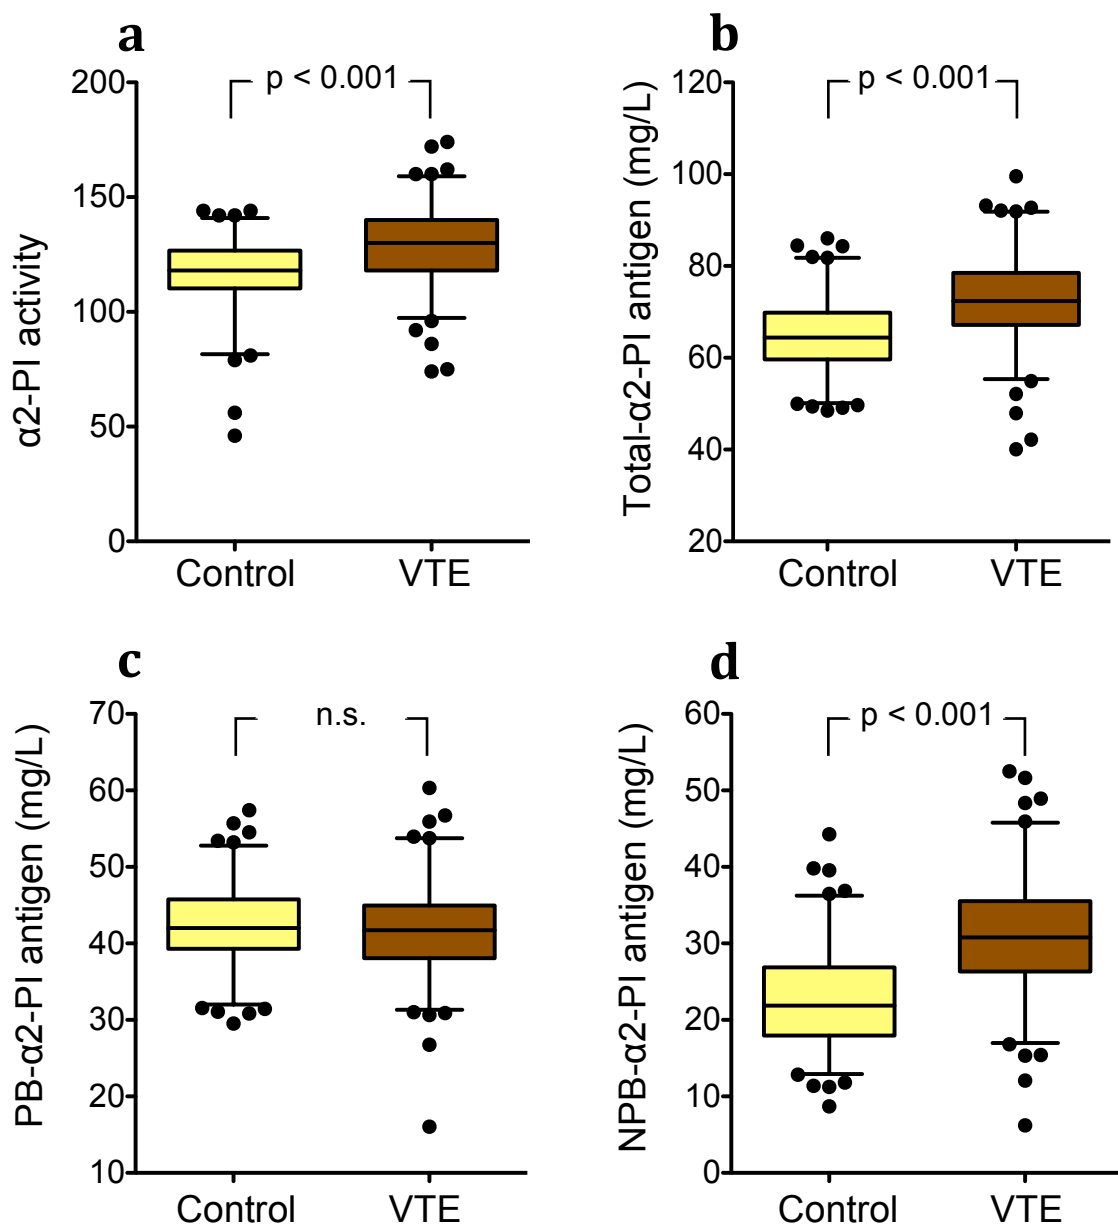 a
p < 0.001
200
150
100
50
0
α2-PI activity
Control
VTE
b
p < 0.001
120
100
80
60
40
20
Total-α2-PI antigen (mg/L)
Control
VTE
c
n.s.
70
60
50
40
30
20
10
PB-α2-PI antigen (mg/L)
Control
VTE
d
p < 0.001
60
50
40
30
20
10
0
NPB-α2-PI antigen (mg/L)
Control
VTE